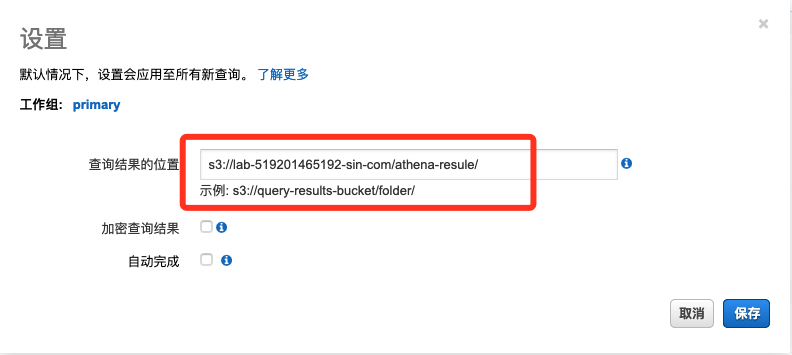 设置
默认情况下，设置会应用至所有新查询。 了解更多
工作组: primary
查询结果的位置 s3://lab-519201465192-sin-com/athena-resule/
示例: s3://query-results-bucket/folder/
加密查询结果
自动完成
取消 保存